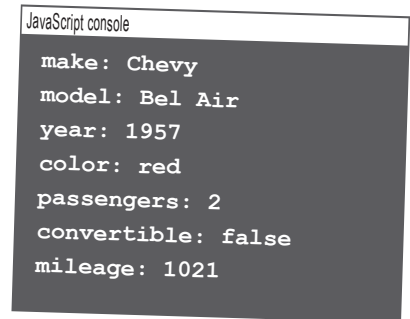 JavaScript console
make: Chevy
model: Bel Air
year: 1957
color: red
passengers: 2
convertible: false
mileage: 1021